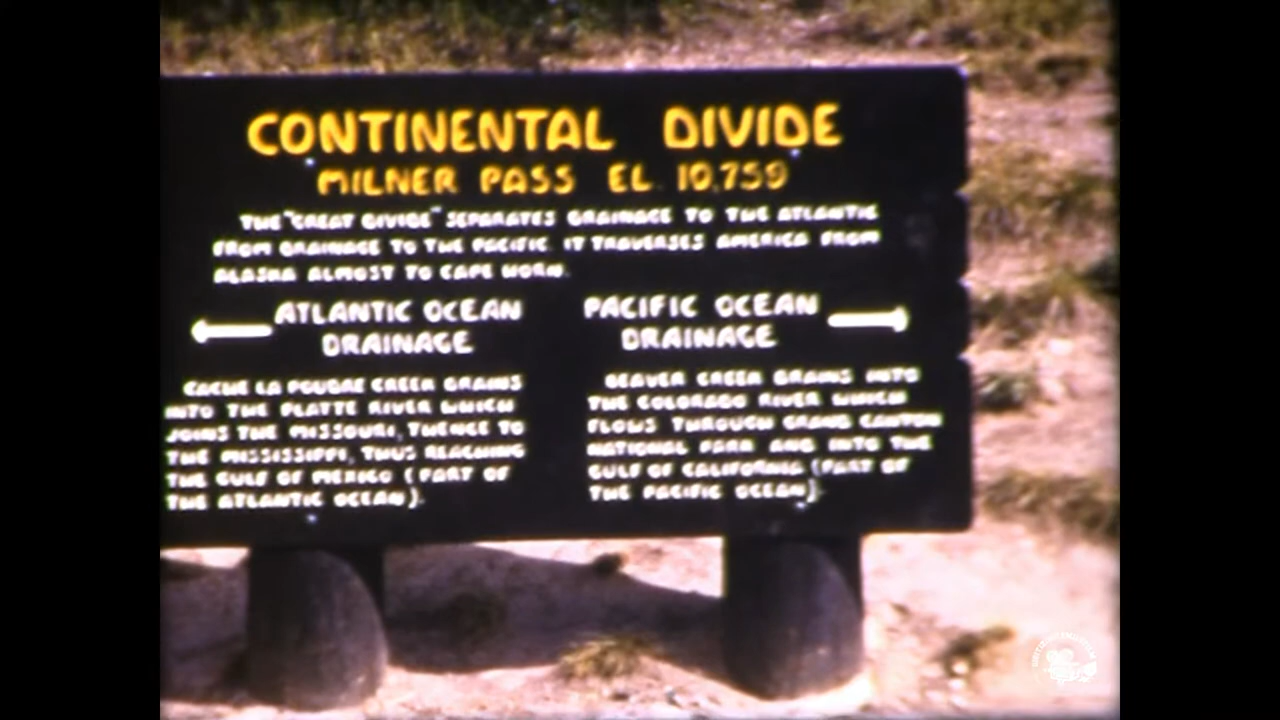 CONTINENTAL DIVIDE
MILNER PASS EL. 10,759
THE "GREAT DIVIDE" SEPARATES DRAINAGE TO THE ATLANTIC
FROM DRAINAGE TO THE PACIFIC. IT TRAVERSES AMERICA FROM
ALASKA ALMOST TO CAPE HORN.
ATLANTIC OCEAN
DRAINAGE
CACHE LA POUDRE CREEK DRAINS
INTO THE PLATTE RIVER WHICH
JOINS THE MISSOURI, THENCE TO
THE MISSISSIPPI, THUS REACHING
THE GULF OF MEXICO (PART OF
THE ATLANTIC OCEAN).
PACIFIC OCEAN
DRAINAGE
BEAVER CREEK DRAINS INTO
THE COLORADO RIVER WHICH
FLOWS THROUGH GRAND CANYON
NATIONAL PARK AND INTO THE
GULF OF CALIFORNIA (PART OF
THE PACIFIC OCEAN).